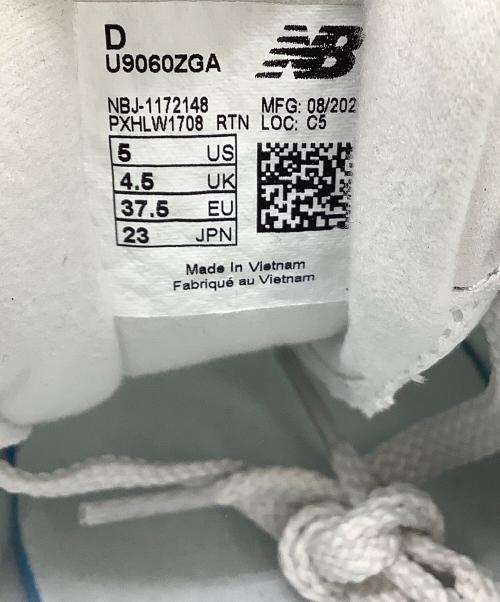 D
U9060ZGA
NB
NBJ-1172148 MFG: 08/202
PXHLW1708 RTN LOC: C5
5 US
4.5 UK
37.5 EU
23 JPN
Made In Vietnam
Fabriqué au Vietnam